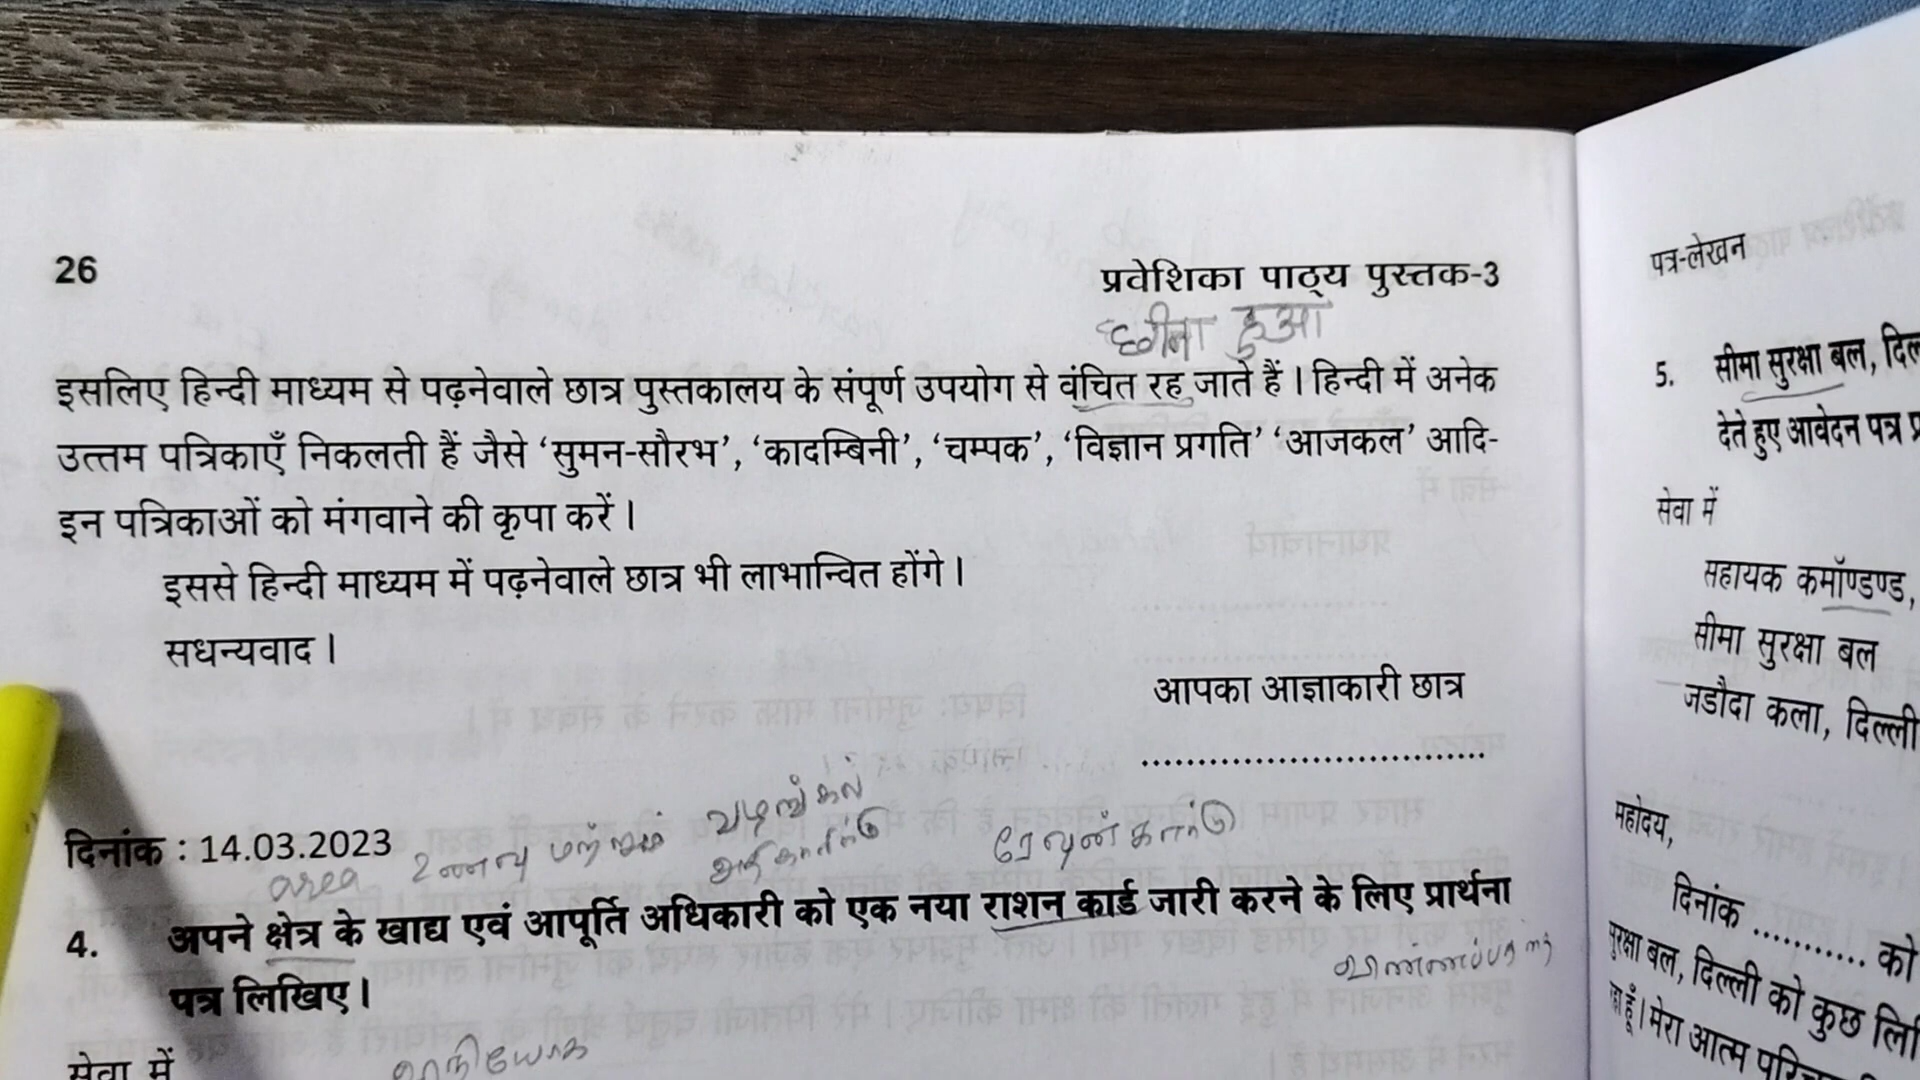 26
प्रवेशिका पाठ्य पुस्तक-3
छीना हुआ
इसलिए हिन्दी माध्यम से पढ़नेवाले छात्र पुस्तकालय के संपूर्ण उपयोग से वंचित रह जाते हैं। हिन्दी में अनेक
उत्तम पत्रिकाएँ निकलती हैं जैसे ‘सुमन-सौरभ’, ‘कादम्बिनी’, ‘चम्पक’, ‘विज्ञान प्रगति’ ‘आजकल’ आदि-
इन पत्रिकाओं को मंगवाने की कृपा करें।
इससे हिन्दी माध्यम में पढ़नेवाले छात्र भी लाभान्वित होंगे।
सधन्यवाद।
आपका आज्ञाकारी छात्र
..............................
दिनांक : 14.03.2023
area உணவு மற்றும் ரேஷன் கார்டு
4. अपने क्षेत्र के खाद्य एवं आपूर्ति अधिकारी को एक नया राशन कार्ड जारी करने के लिए प्रार्थना
पत्र लिखिए।
सेवा में
पत्र-लेखन
5. सीमा सुरक्षा बल,
देते हुए आवेदन पत्र
सेवा में
सहायक कमॉण्डण्ड,
सीमा सुरक्षा बल
जडौदा कला, दिल्ली
महोदय,
दिनांक ........... को
सुरक्षा बल, दिल्ली को कुछ
हूँ। मेरा आत्म